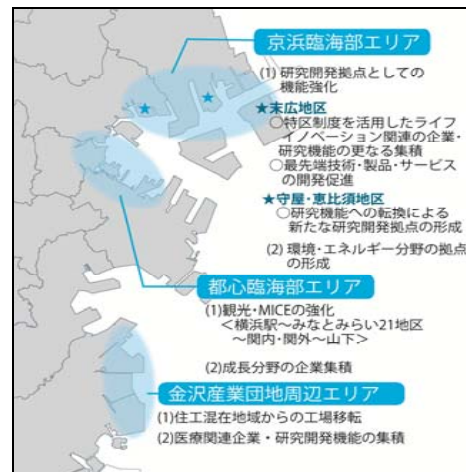 京浜臨海部エリア
(1) 研究開発拠点としての
機能強化
★末広地区
○特区制度を活用したライフ
イノベーション関連の企業・
研究機能の更なる集積
○最先端技術・製品・サービス
の開発促進
★守屋・恵比須地区
○研究機能への転換による
新たな研究開発拠点の形成
(2) 環境・エネルギー分野の拠点
の形成
都心臨海部エリア
(1)観光・MICEの強化
＜横浜駅～みなとみらい21地区
～関内・関外～山下＞
(2)成長分野の企業集積
金沢産業団地周辺エリア
(1)住工混在地域からの工場移転
(2)医療関連企業・研究開発機能の集積